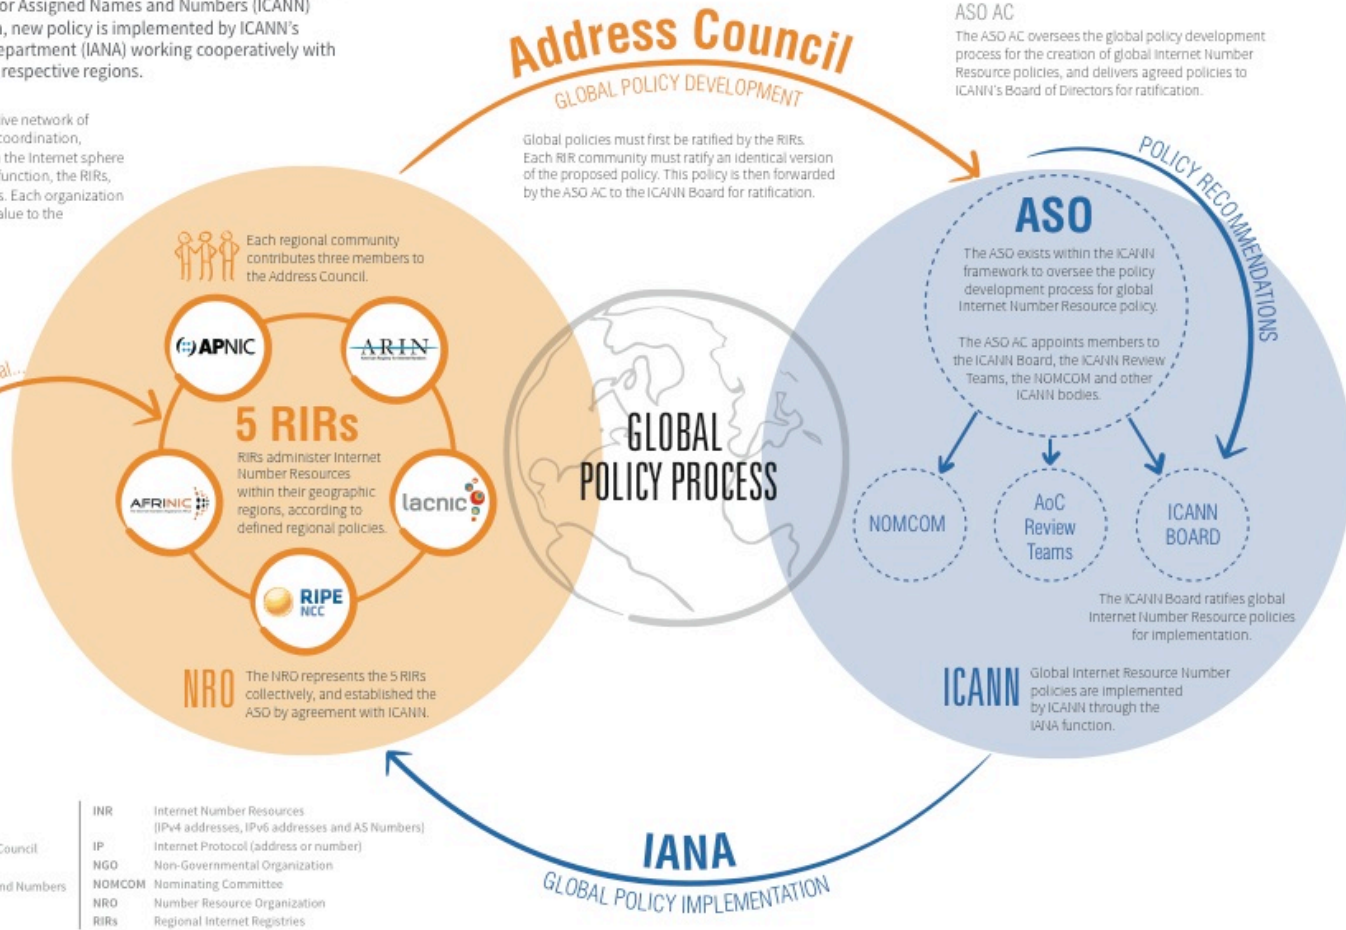 or Assigned Names and Numbers (ICANN)
, new policy is implemented by ICANN's
epartment (IANA) working cooperatively with
respective regions.
ive network of
coordination,
the Internet sphere
function, the RIRs,
s. Each organization
alue to the
al...
Address Council
GLOBAL POLICY DEVELOPMENT
Global policies must first be ratified by the RIRs.
Each RIR community must ratify an identical version
of the proposed policy. This policy is then forwarded
by the ASO AC to the ICANN Board for ratification.
ASO AC
The ASO AC oversees the global policy development
process for the creation of global Internet Number
Resource policies, and delivers agreed policies to
ICANN's Board of Directors for ratification.
POLICY RECOMMENDATIONS
Each regional community
contributes three members to
the Address Council.
APNIC
ARIN
5 RIRs
RIRs administer Internet
Number Resources
within their geographic
regions, according to
defined regional policies.
AFRINIC
lacnic
RIPE
NCC
NRO
The NRO represents the 5 RIRs
collectively, and established the
ASO by agreement with ICANN.
GLOBAL
POLICY PROCESS
ASO
The ASO exists within the ICANN
framework to oversee the policy
development process for global
Internet Number Resource policy.
The ASO AC appoints members to
the ICANN Board, the ICANN Review
Teams, the NOMCOM and other
ICANN bodies.
NOMCOM
AoC
Review
Teams
ICANN
BOARD
The ICANN Board ratifies global
Internet Number Resource policies
for implementation.
ICANN
Global Internet Resource Number
policies are implemented
by ICANN through the
IANA function.
IANA
GLOBAL POLICY IMPLEMENTATION
Council
nd Numbers
INR Internet Number Resources
(IPv4 addresses, IPv6 addresses and AS Numbers)
IP Internet Protocol (address or number)
NGO Non-Governmental Organization
NOMCOM Nominating Committee
NRO Number Resource Organization
RIRs Regional Internet Registries